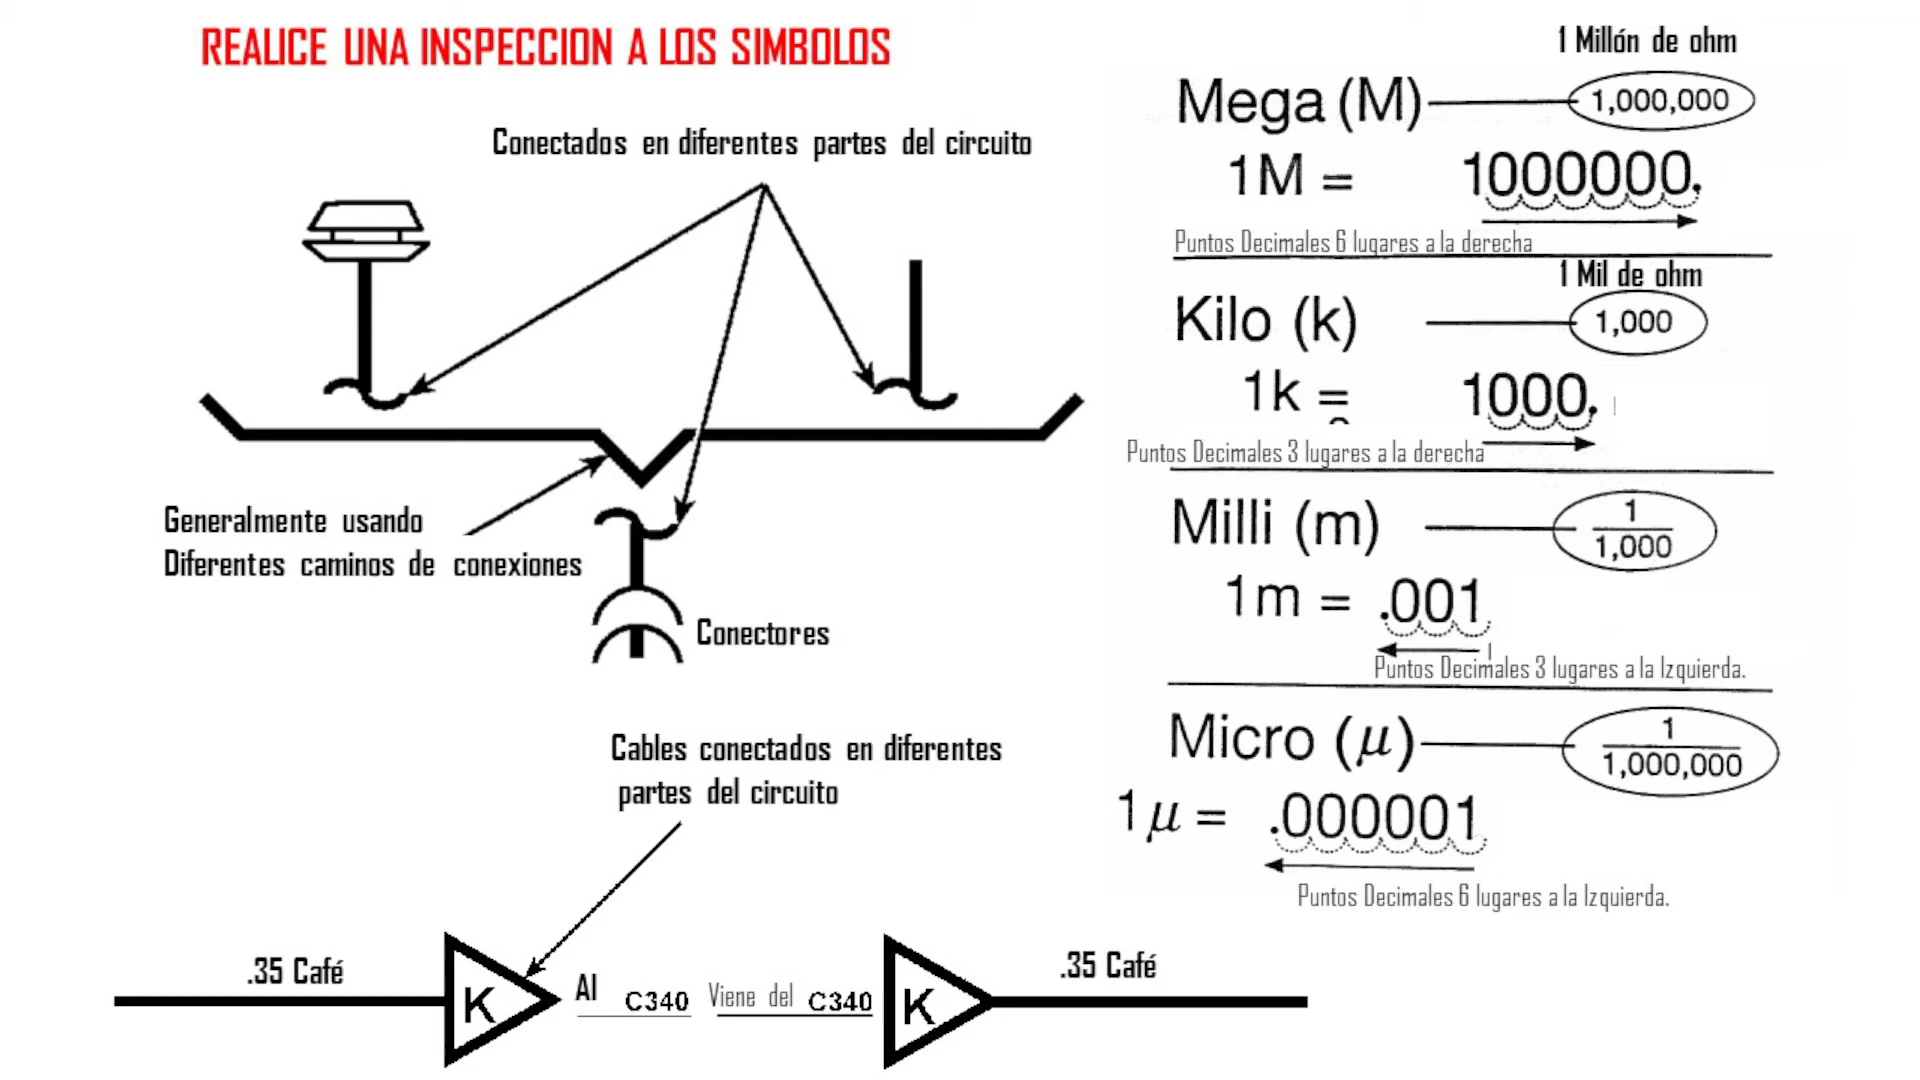 REALICE UNA INSPECCION A LOS SIMBOLOS
Conectados en diferentes partes del circuito
Generalmente usando
Diferentes caminos de conexiones
Conectores
Cables conectados en diferentes
partes del circuito
.35 Café
K
Al C340
Viene del C340
K
.35 Café
1 Millón de ohm
Mega (M) 1,000,000
1M = 1000000.
Puntos Decimales 6 lugares a la derecha
1 Mil de ohm
Kilo (k) 1,000
1k = 1000.
Puntos Decimales 3 lugares a la derecha
Milli (m) 1/1,000
1m = .001
Puntos Decimales 3 lugares a la Izquierda.
Micro (μ) 1/1,000,000
1μ = .000001
Puntos Decimales 6 lugares a la Izquierda.